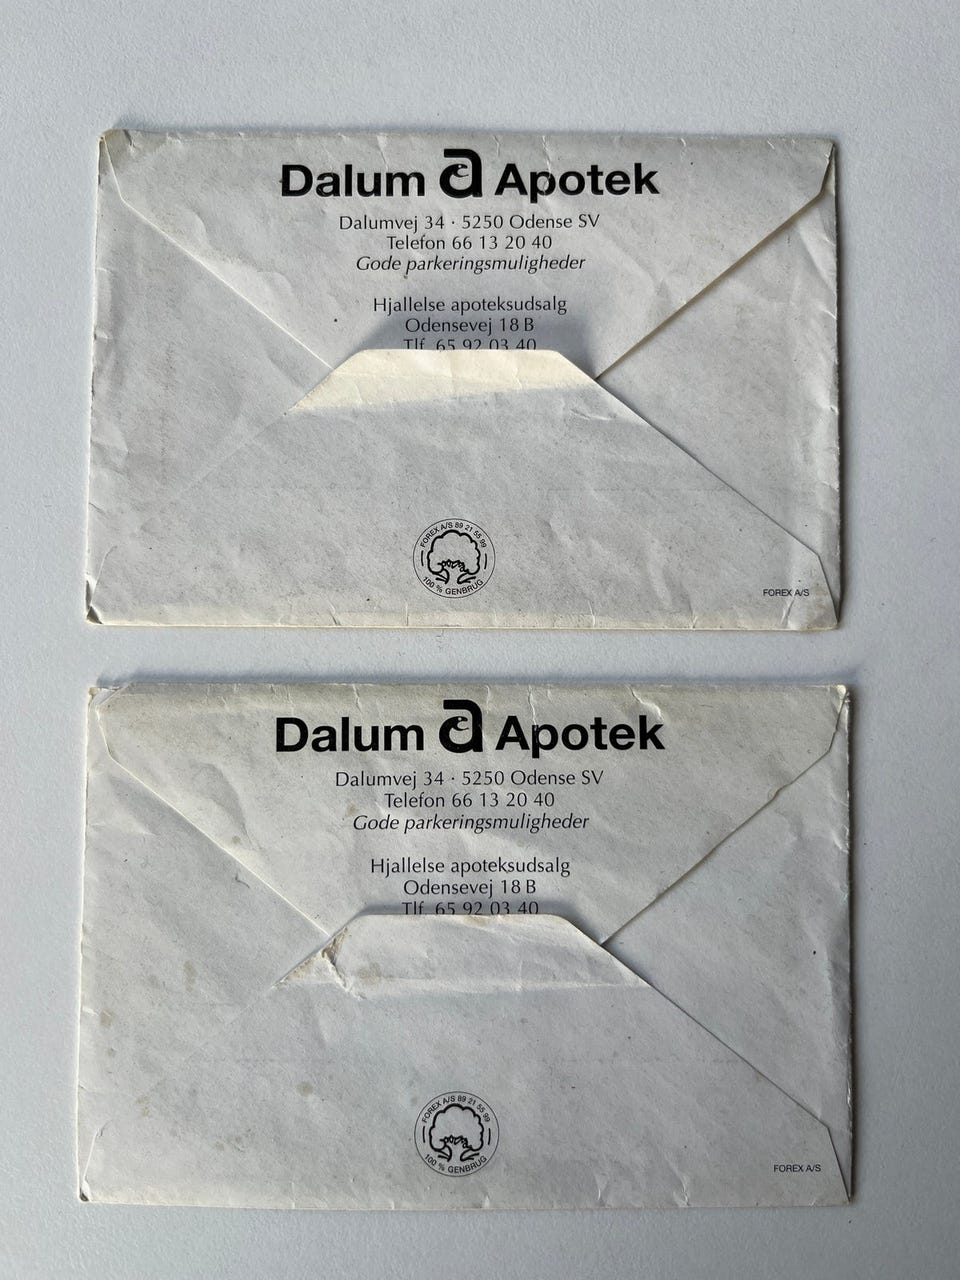 Dalum a Apotek
Dalumvej 34 · 5250 Odense SV
Telefon 66 13 20 40
Gode parkeringsmuligheder
Hjallelse apoteksudsalg
Odensevej 18 B
Tlf. 65 92 03 40
FOREX A/S 89 21 55 99
100 % GENBRUG
FOREX A/S
Dalum a Apotek
Dalumvej 34 · 5250 Odense SV
Telefon 66 13 20 40
Gode parkeringsmuligheder
Hjallelse apoteksudsalg
Odensevej 18 B
Tlf. 65 92 03 40
FOREX A/S 89 21 55 99
100 % GENBRUG
FOREX A/S